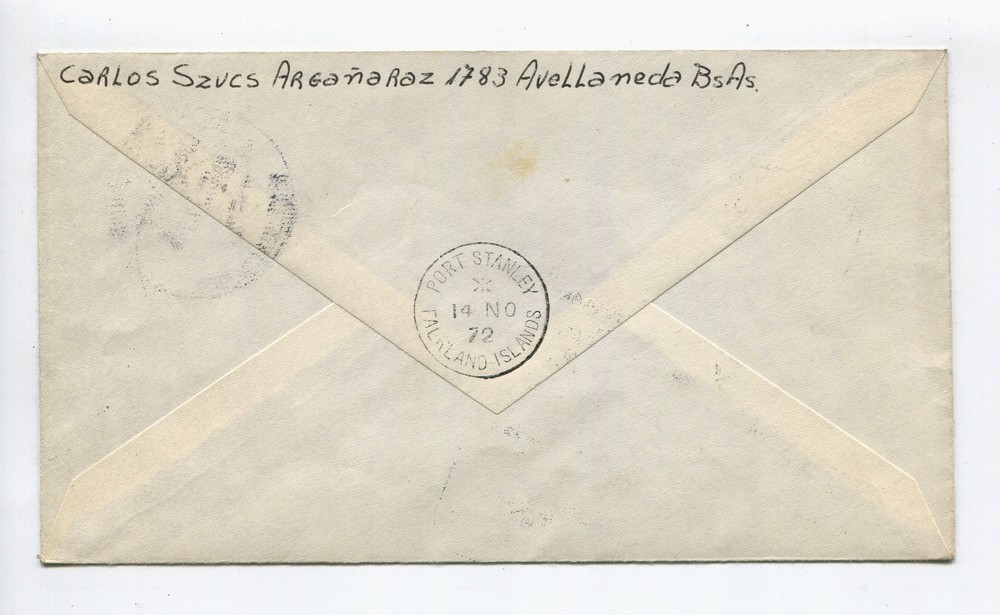 Carlos Szucs Argañaraz 1783 Avellaneda BsAs.
PORT STANLEY
14 NO
72
FALKLAND ISLANDS